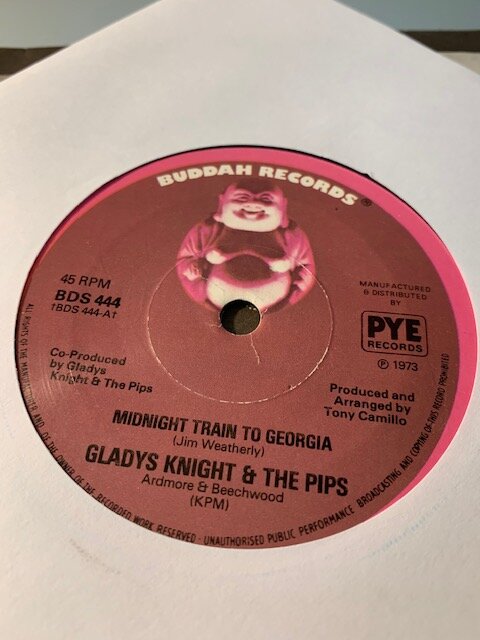 BUDDAH RECORDS®
45 RPM
BDS 444
†BDS 444-A†
MANUFACTURED
& DISTRIBUTED
BY
PYE
RECORDS
Ⓟ 1973
Co-Produced
by Gladys
Knight & The Pips
Produced and
Arranged by
Tony Camillo
MIDNIGHT TRAIN TO GEORGIA
(Jim Weatherly)
GLADYS KNIGHT & THE PIPS
Ardmore & Beechwood
(KPM)
ALL RIGHTS OF THE MANUFACTURER AND OF THE OWNER OF THE RECORDED WORK RESERVED - UNAUTHORISED PUBLIC PERFORMANCE BROADCASTING AND COPYING OF THIS RECORD PROHIBITED